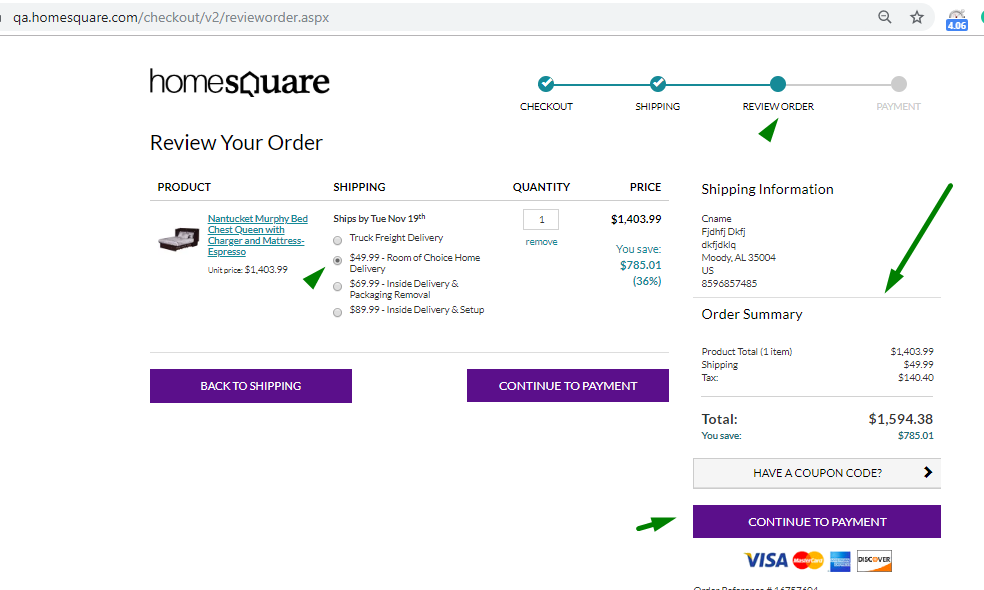 qa.homesquare.com/checkout/v2/revieworder.aspx
4.06
homesquare
CHECKOUT
SHIPPING
REVIEW ORDER
PAYMENT
Review Your Order
PRODUCT
SHIPPING
QUANTITY
PRICE
Nantucket Murphy Bed
Chest Queen with
Charger and Mattress-
Espresso
Unit price: $1,403.99
Ships by Tue Nov 19th
Truck Freight Delivery
$49.99 - Room of Choice Home
Delivery
$69.99 - Inside Delivery &
Packaging Removal
$89.99 - Inside Delivery & Setup
1
remove
$1,403.99
You save:
$785.01
(36%)
BACK TO SHIPPING
CONTINUE TO PAYMENT
Shipping Information
Cname
Fjdhfj Dkfj
dkfjdklq
Moody, AL 35004
US
8596857485
Order Summary
Product Total (1 item) $1,403.99
Shipping $49.99
Tax: $140.40
Total: $1,594.38
You save: $785.01
HAVE A COUPON CODE?
CONTINUE TO PAYMENT
VISA MasterCard AMERICAN EXPRESS DISCOVER